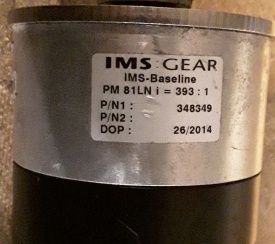 IMS GEAR
IMS-Baseline
PM 81LN i = 393 : 1
P/N1 : 348349
P/N2 :
DOP : 26/2014